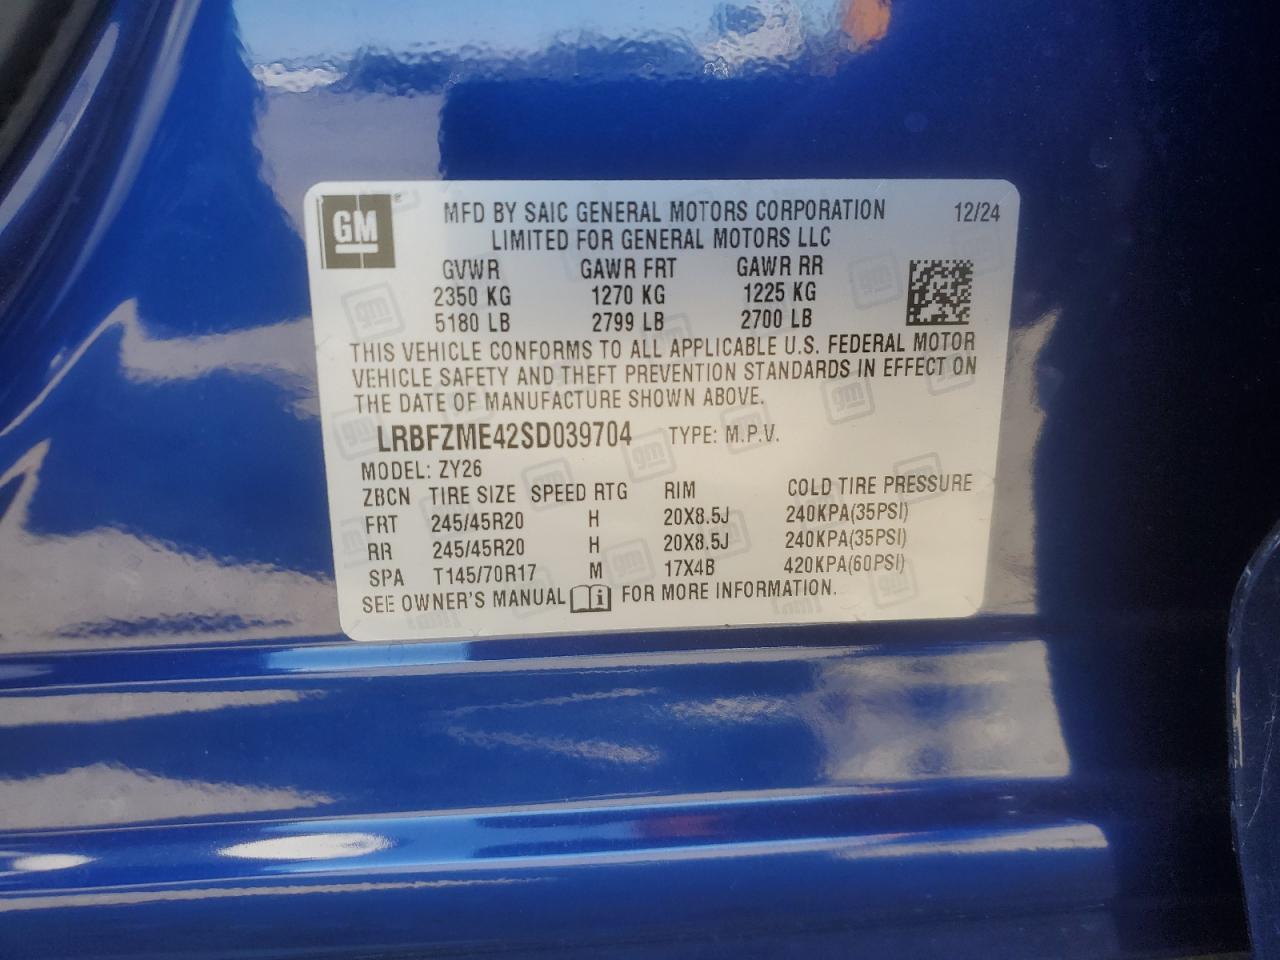 GM
MFD BY SAIC GENERAL MOTORS CORPORATION 12/24
LIMITED FOR GENERAL MOTORS LLC
GVWR GAWR FRT GAWR RR
2350 KG 1270 KG 1225 KG
5180 LB 2799 LB 2700 LB
THIS VEHICLE CONFORMS TO ALL APPLICABLE U.S. FEDERAL MOTOR
VEHICLE SAFETY AND THEFT PREVENTION STANDARDS IN EFFECT ON
THE DATE OF MANUFACTURE SHOWN ABOVE.
LRBFZME42SD039704 TYPE: M.P.V.
MODEL: ZY26
ZBCN TIRE SIZE SPEED RTG RIM COLD TIRE PRESSURE
FRT 245/45R20 H 20X8.5J 240KPA(35PSI)
RR 245/45R20 H 20X8.5J 240KPA(35PSI)
SPA T145/70R17 M 17X4B 420KPA(60PSI)
SEE OWNER'S MANUAL i FOR MORE INFORMATION.